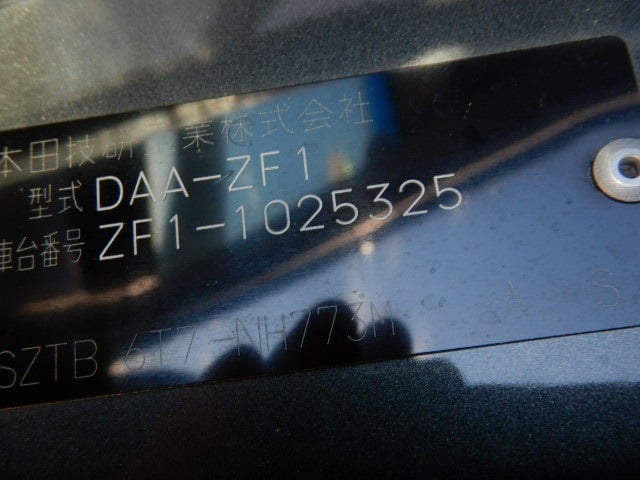 本田技研工業株式会社
型式 DAA-ZF1
車台番号 ZF1-1025325
SZTB 6T7-NH773M A S